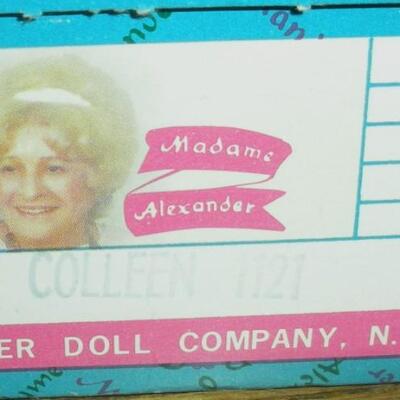 Madame
Alexander
COLLEEN 1121
ER DOLL COMPANY, N.